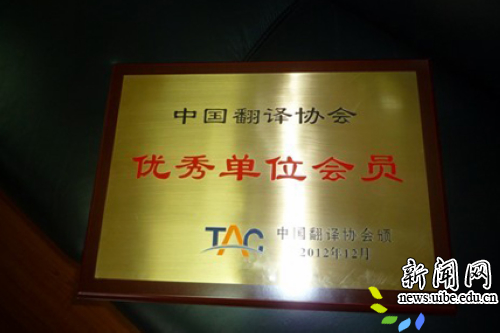 中国翻译协会
优秀单位会员
TAC 中国翻译协会颁
2012年12月
新闻网
news.uibe.edu.cn